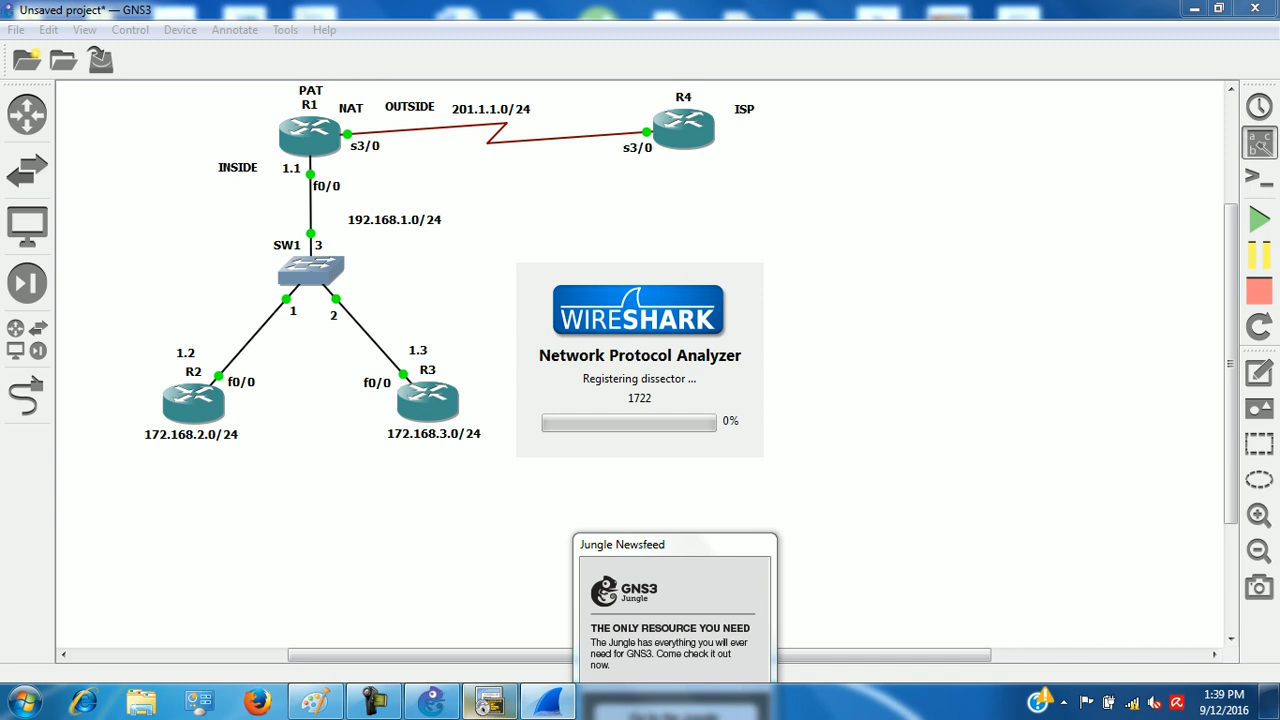 Unsaved project* — GNS3
File Edit View Control Device Annotate Tools Help
PAT
R1
NAT
OUTSIDE
201.1.1.0/24
R4
ISP
s3/0
s3/0
INSIDE
1.1
f0/0
192.168.1.0/24
SW1
3
1
2
1.2
1.3
R2
R3
f0/0
f0/0
172.168.2.0/24
172.168.3.0/24
WIRESHARK
Network Protocol Analyzer
Registering dissector ...
1722
0%
Jungle Newsfeed
GNS3
Jungle
THE ONLY RESOURCE YOU NEED
The Jungle has everything you will ever
need for GNS3. Come check it out
now.
1:39 PM
9/12/2016